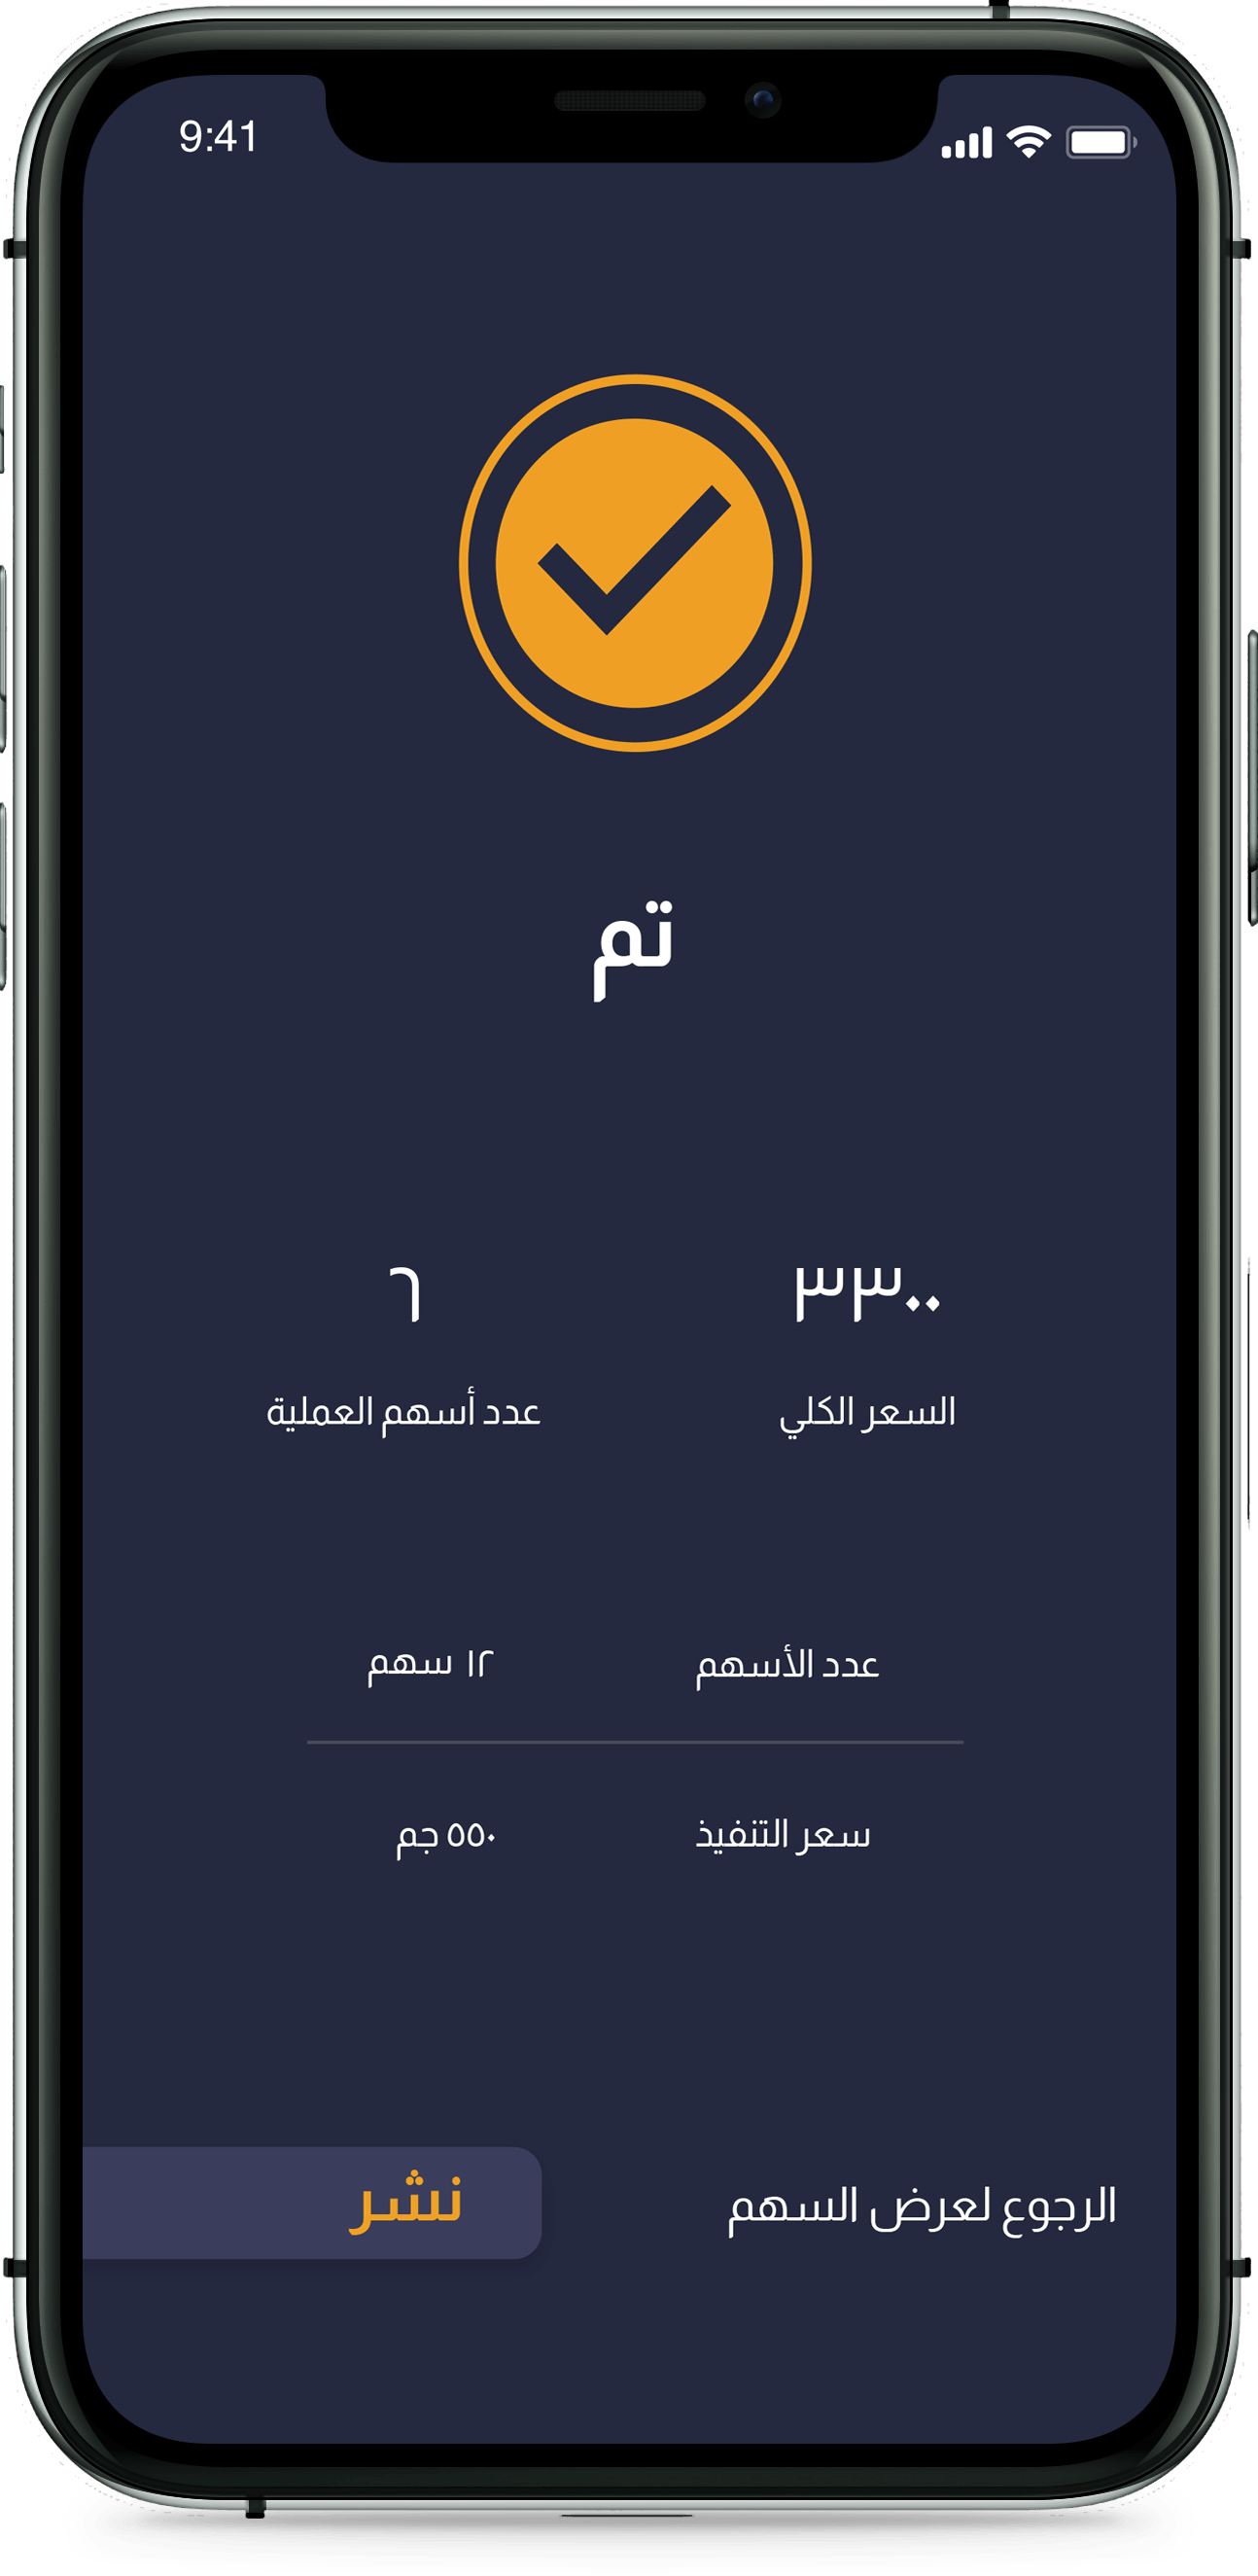 9:41
تم
٣٣٠٠ ٦
السعر الكلي عدد أسهم العملية
عدد الأسهم ١٢ سهم
سعر التنفيذ ٥٥٠ جم
الرجوع لعرض السهم نشر